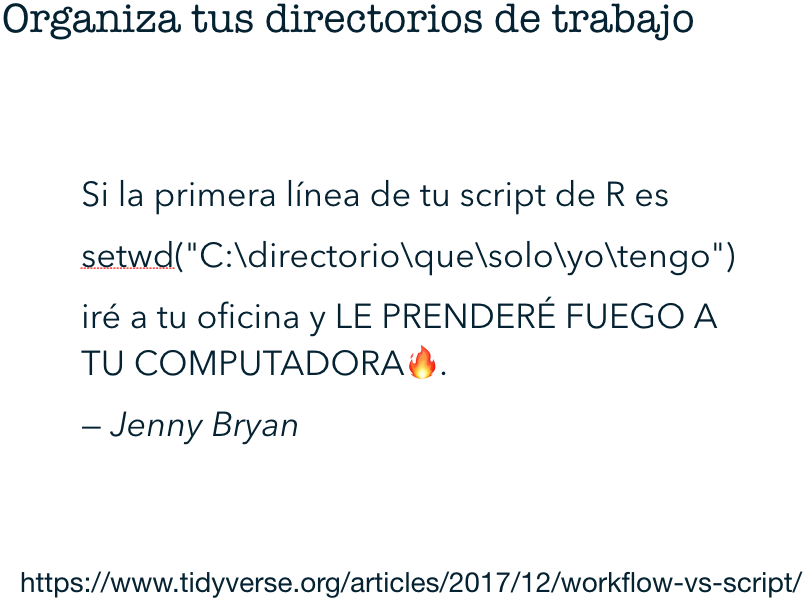 Organiza tus directorios de trabajo
Si la primera línea de tu script de R es
setwd("C:\directorio\que\solo\yo\tengo")
iré a tu oficina y LE PRENDERÉ FUEGO A
TU COMPUTADORA🔥.
– Jenny Bryan
https://www.tidyverse.org/articles/2017/12/workflow-vs-script/